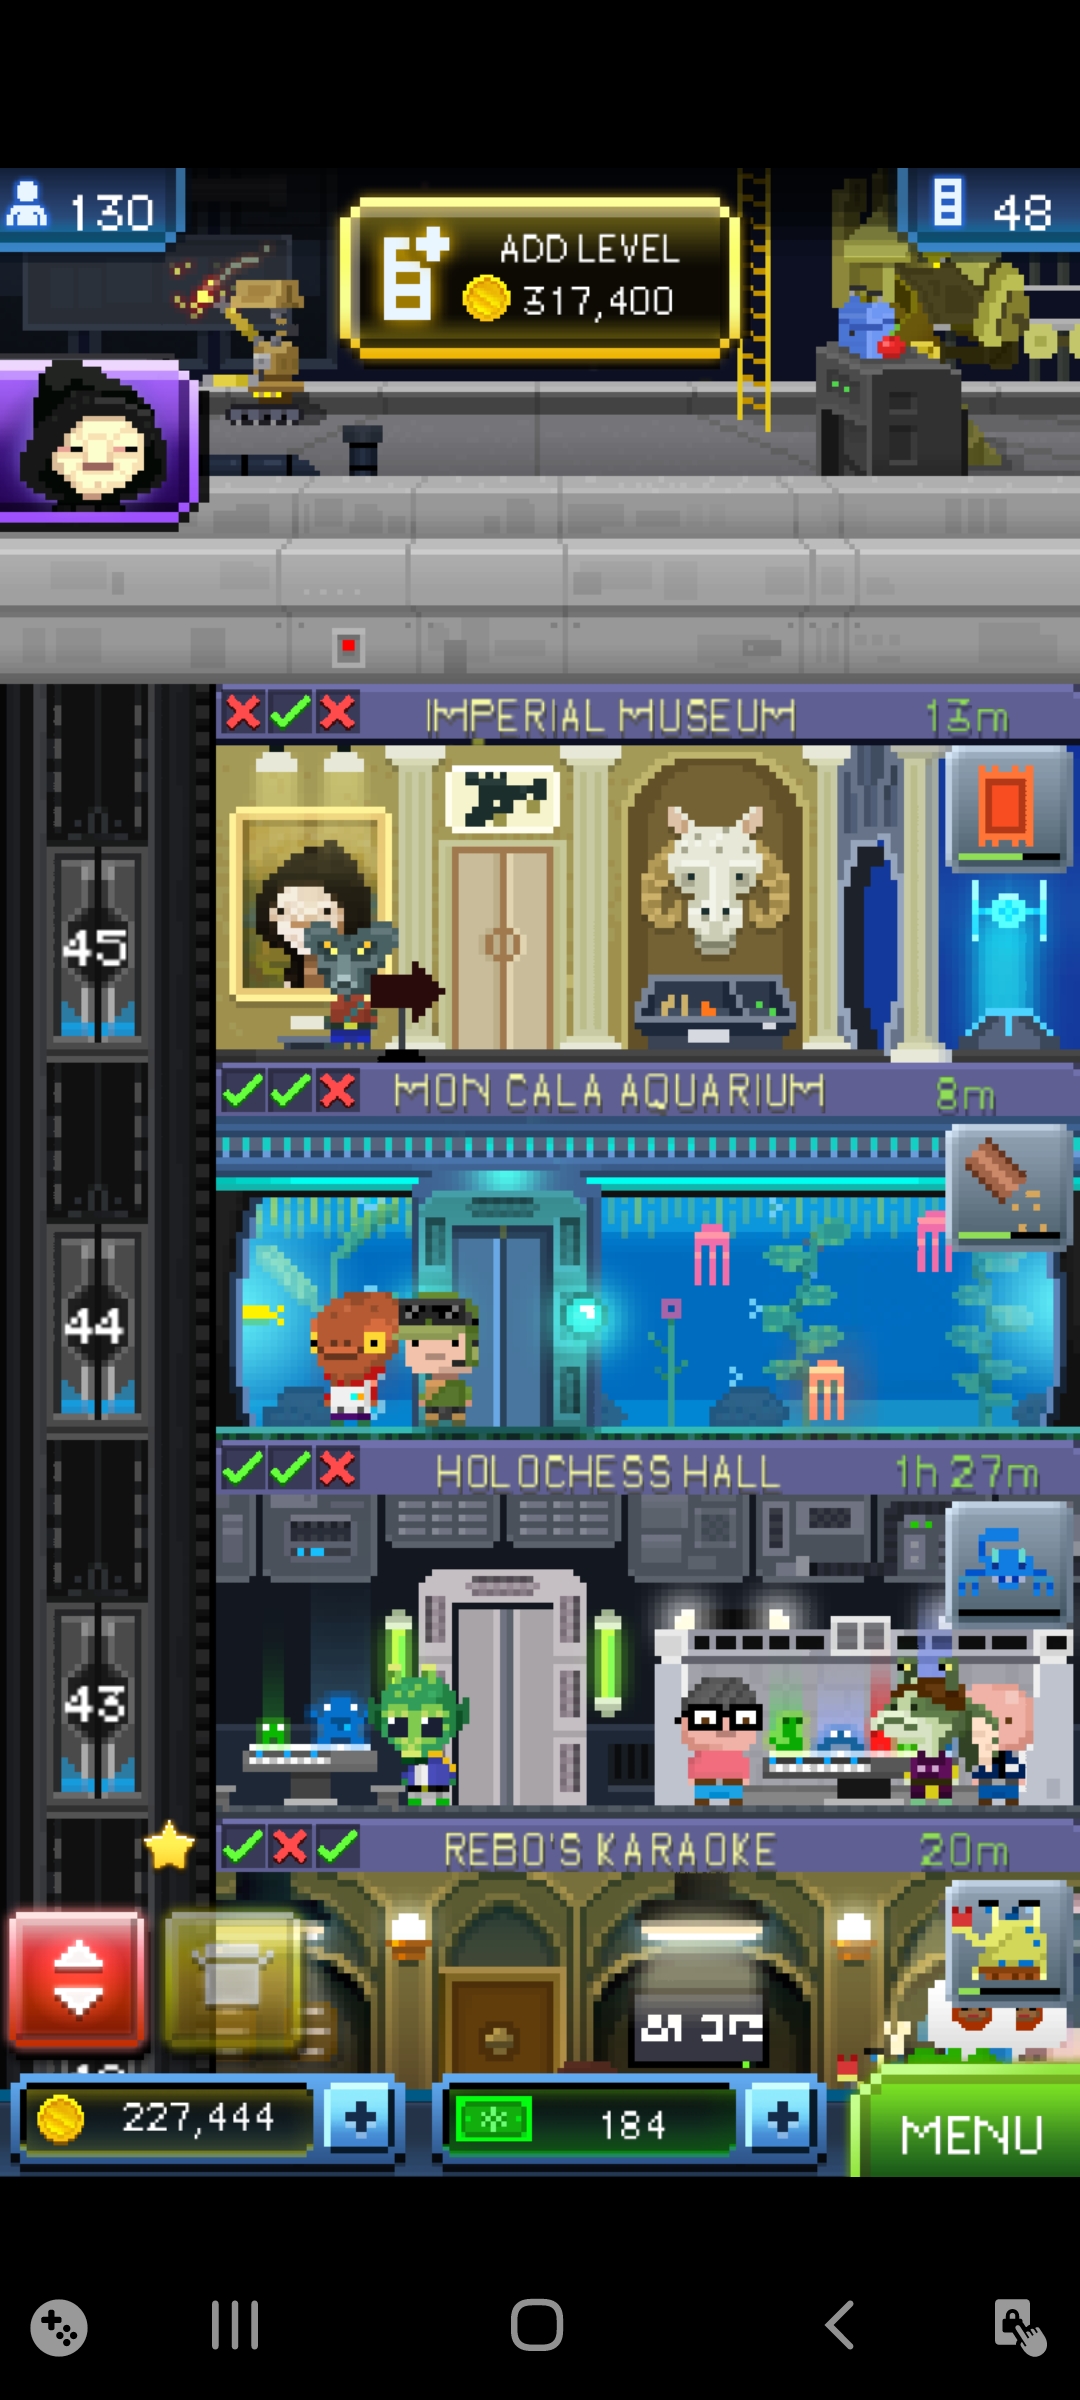 130
48
ADD LEVEL
317,400
IMPERIAL MUSEUM 13m
45
MON CALA AQUARIUM 8m
44
HOLOCHESS HALL 1h 27m
43
REBO'S KARAOKE 20m
227,444
184
MENU